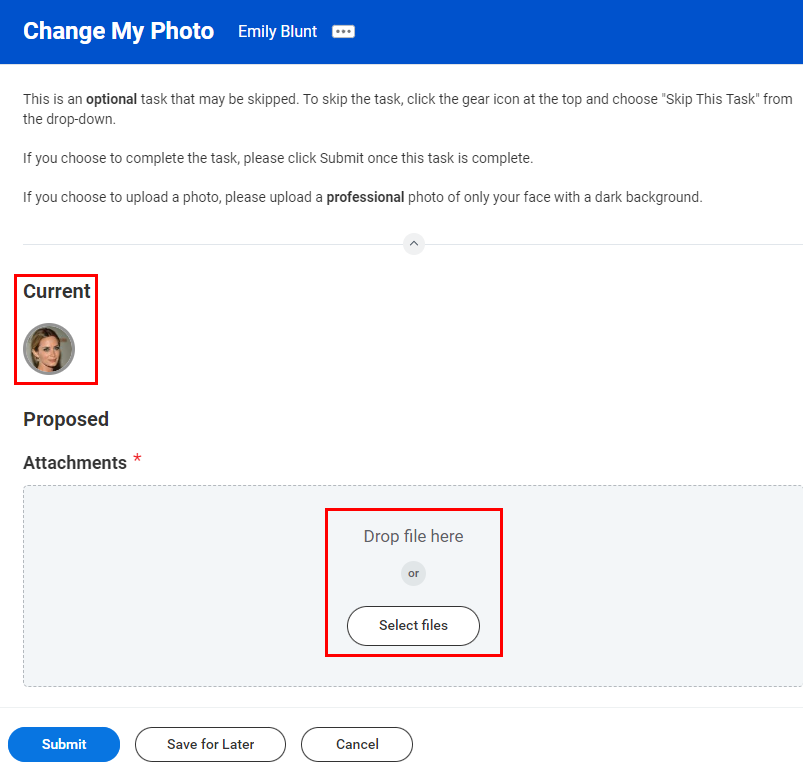 Change My Photo Emily Blunt
This is an optional task that may be skipped. To skip the task, click the gear icon at the top and choose "Skip This Task" from
the drop-down.
If you choose to complete the task, please click Submit once this task is complete.
If you choose to upload a photo, please upload a professional photo of only your face with a dark background.
Current
Proposed
Attachments *
Drop file here
or
Select files
Submit Save for Later Cancel